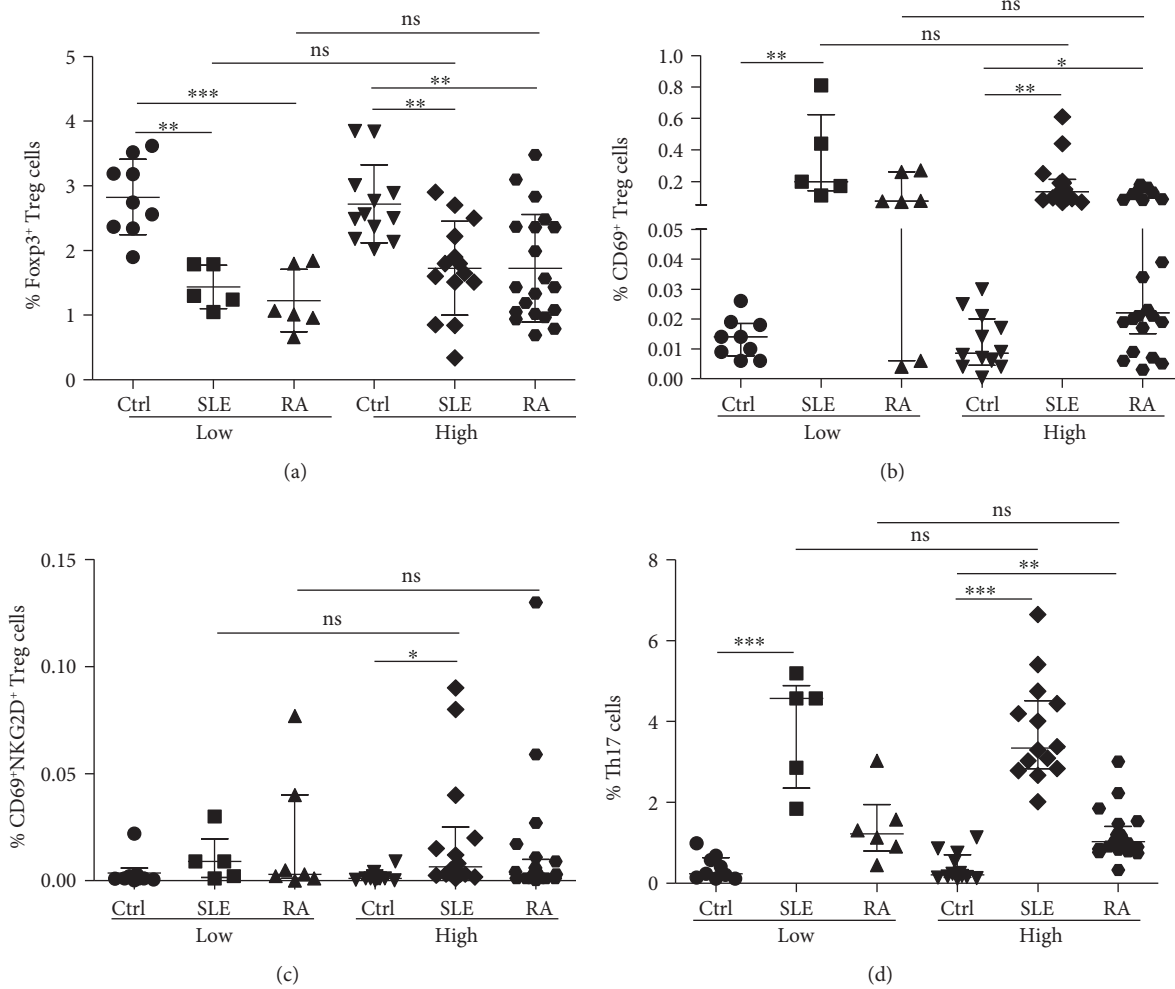 ns
ns
**
***
**
**
5
4
3
2
1
0
% Foxp3+ Treg cells
Ctrl SLE RA Ctrl SLE RA
Low High
(a)
ns
ns
*
**
**
1.0
0.8
0.6
0.4
0.2
0.05
0.04
0.03
0.02
0.01
0.00
% CD69+ Treg cells
Ctrl SLE RA Ctrl SLE RA
Low High
(b)
ns
ns
*
0.15
0.10
0.05
0.00
% CD69+NKG2D+ Treg cells
Ctrl SLE RA Ctrl SLE RA
Low High
(c)
ns
ns
**
***
***
8
6
4
2
0
% Th17 cells
Ctrl SLE RA Ctrl SLE RA
Low High
(d)